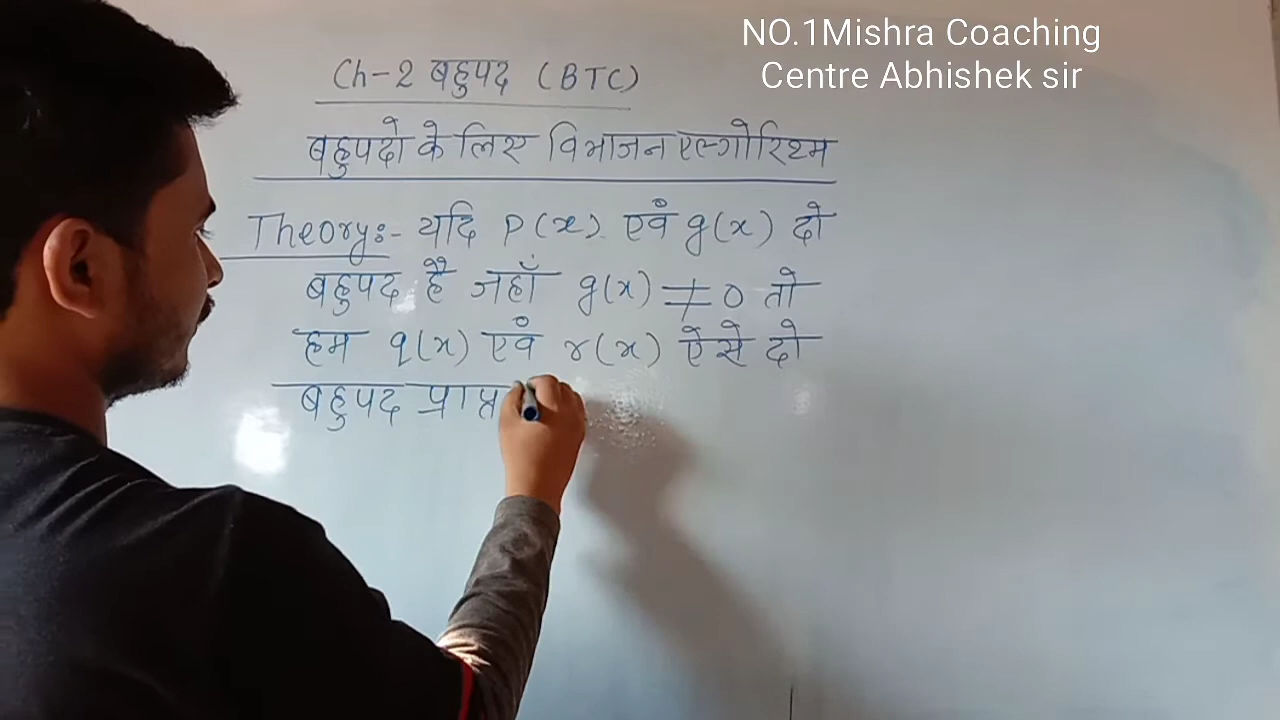 NO.1Mishra Coaching
Centre Abhishek sir
Ch-2 बहुपद (BTC)
बहुपदो के लिए विभाजन एल्गोरिथ्म
Theory:- यदि P(x) एवं g(x) दो
बहुपद है जहाँ g(x) ≠ 0 तो
हम q(x) एवं r(x) ऐसे दो
बहुपद प्राप्त